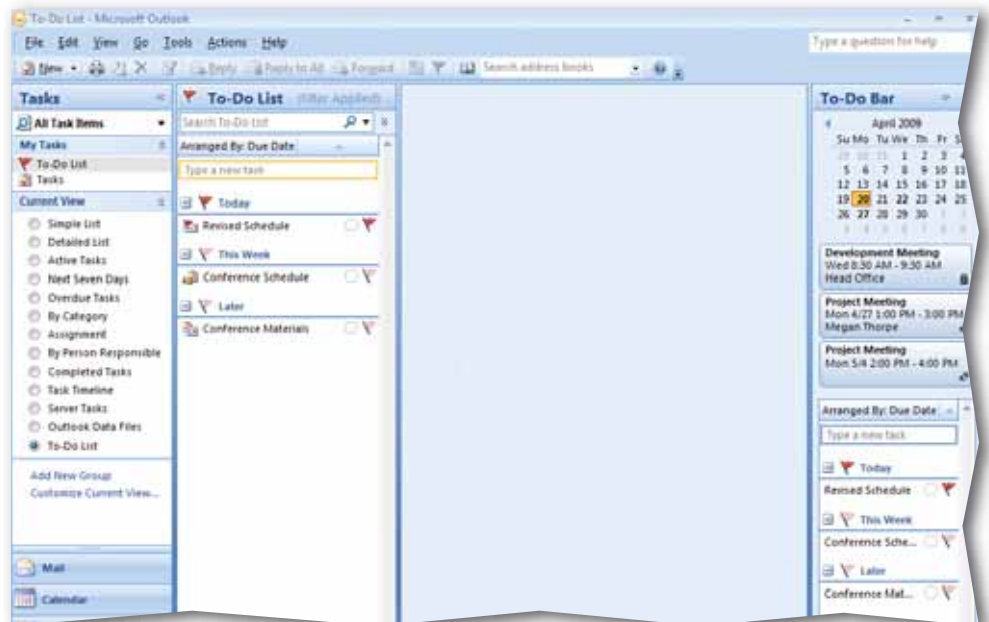 To-Do List - Microsoft Outlook
File Edit View Go Tools Actions Help
Type a question for help
New Reply Reply to All Forward Search address books
Tasks
All Task Items
My Tasks
To-Do List
Tasks
Current View
Simple List
Detailed List
Active Tasks
Next Seven Days
Overdue Tasks
By Category
Assignment
By Person Responsible
Completed Tasks
Task Timeline
Server Tasks
Outlook Data Files
To-Do List
Add New Group
Customize Current View...
Mail
Calendar
To-Do List (Filter Applied)
Search To-Do List
Arranged By: Due Date
Type a new task
Today
Revised Schedule
This Week
Conference Schedule
Later
Conference Materials
To-Do Bar
April 2009
Su Mo Tu We Th Fr
29 30 31 1 2 3 4
5 6 7 8 9 10 11
12 13 14 15 16 17 18
19 20 21 22 23 24 25
26 27 28 29 30 1
3 4 5 6 7 8
Development Meeting
Wed 8:30 AM - 9:30 AM
Head Office
Project Meeting
Mon 4/27 1:00 PM - 3:00 PM
Megan Thorpe
Project Meeting
Mon 5/4 2:00 PM - 4:00 PM
Arranged By: Due Date
Type a new task
Today
Revised Schedule
This Week
Conference Sche...
Later
Conference Mat...